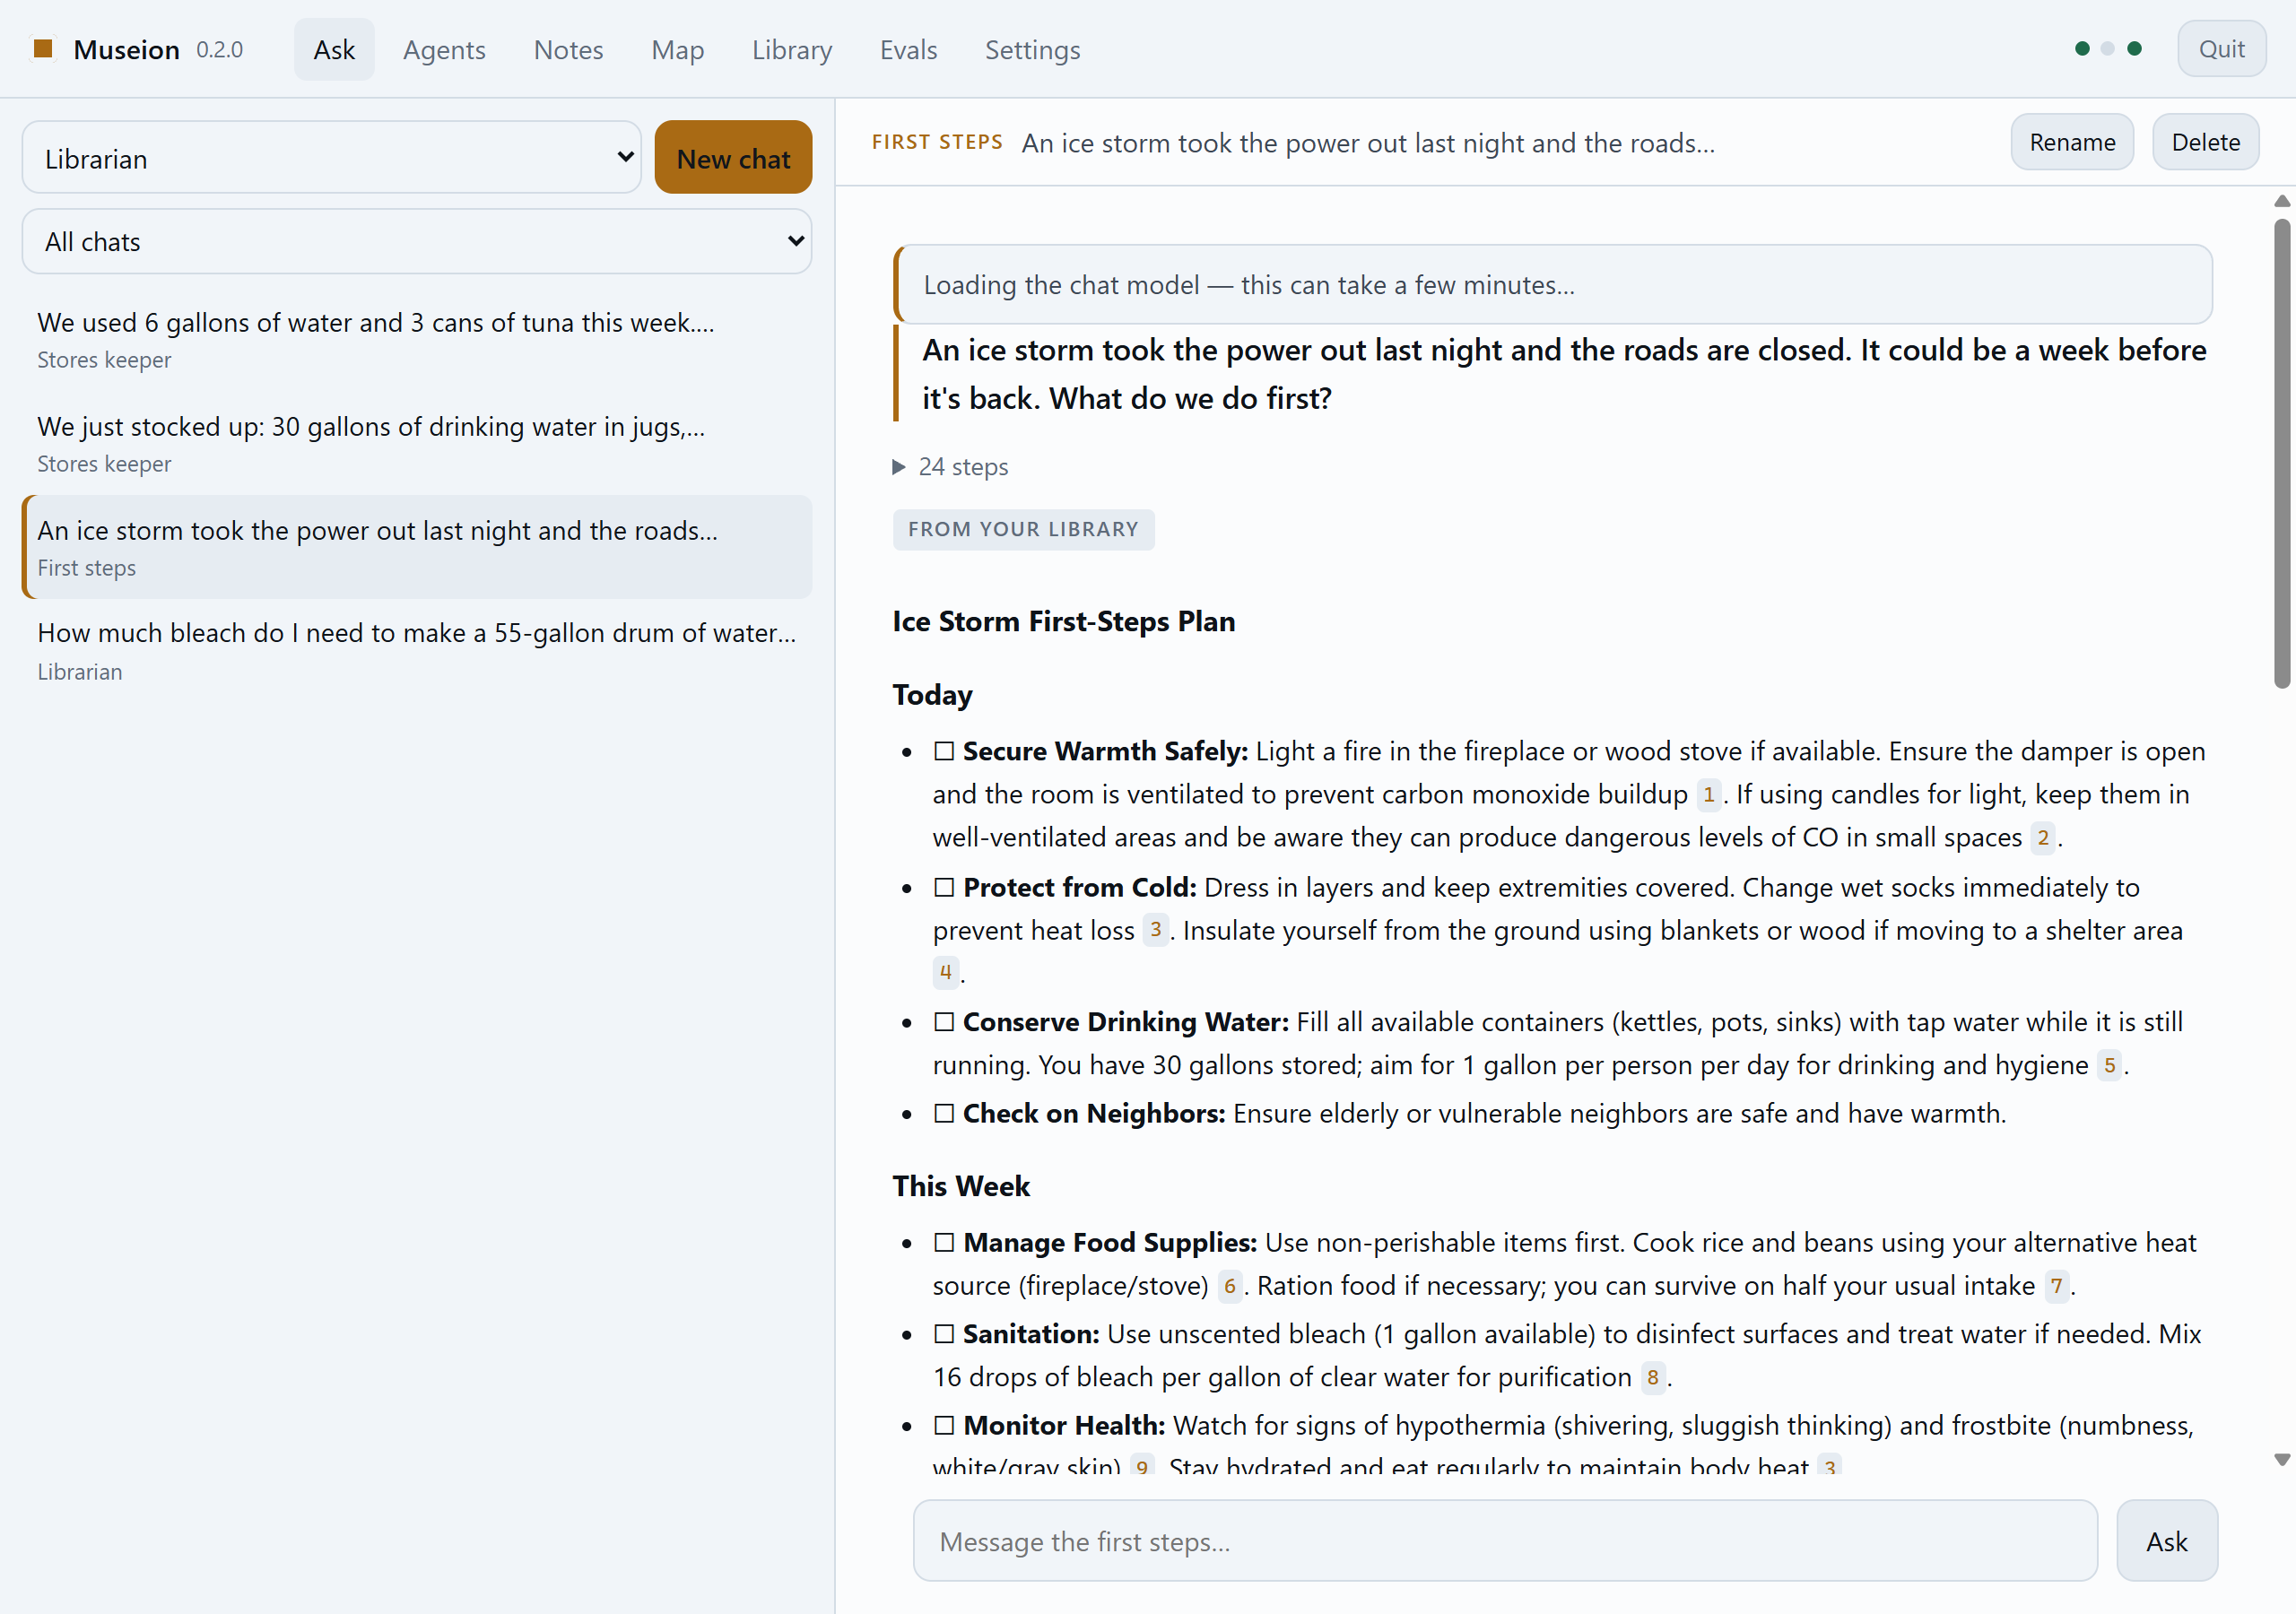 Museion 0.2.0 Ask Agents Notes Map Library Evals Settings Quit
Librarian New chat
All chats
We used 6 gallons of water and 3 cans of tuna this week....
Stores keeper
We just stocked up: 30 gallons of drinking water in jugs,...
Stores keeper
An ice storm took the power out last night and the roads...
First steps
How much bleach do I need to make a 55-gallon drum of water...
Librarian
FIRST STEPS An ice storm took the power out last night and the roads... Rename Delete
Loading the chat model — this can take a few minutes...
An ice storm took the power out last night and the roads are closed. It could be a week before
it's back. What do we do first?
▶ 24 steps
FROM YOUR LIBRARY
Ice Storm First-Steps Plan
Today
• ☐ Secure Warmth Safely: Light a fire in the fireplace or wood stove if available. Ensure the damper is open
and the room is ventilated to prevent carbon monoxide buildup 1. If using candles for light, keep them in
well-ventilated areas and be aware they can produce dangerous levels of CO in small spaces 2.
• ☐ Protect from Cold: Dress in layers and keep extremities covered. Change wet socks immediately to
prevent heat loss 3. Insulate yourself from the ground using blankets or wood if moving to a shelter area
4.
• ☐ Conserve Drinking Water: Fill all available containers (kettles, pots, sinks) with tap water while it is still
running. You have 30 gallons stored; aim for 1 gallon per person per day for drinking and hygiene 5.
• ☐ Check on Neighbors: Ensure elderly or vulnerable neighbors are safe and have warmth.
This Week
• ☐ Manage Food Supplies: Use non-perishable items first. Cook rice and beans using your alternative heat
source (fireplace/stove) 6. Ration food if necessary; you can survive on half your usual intake 7.
• ☐ Sanitation: Use unscented bleach (1 gallon available) to disinfect surfaces and treat water if needed. Mix
16 drops of bleach per gallon of clear water for purification 8.
• ☐ Monitor Health: Watch for signs of hypothermia (shivering, sluggish thinking) and frostbite (numbness,
white/gray skin) 9. Stay hydrated and eat regularly to maintain body heat 3
Message the first steps... Ask